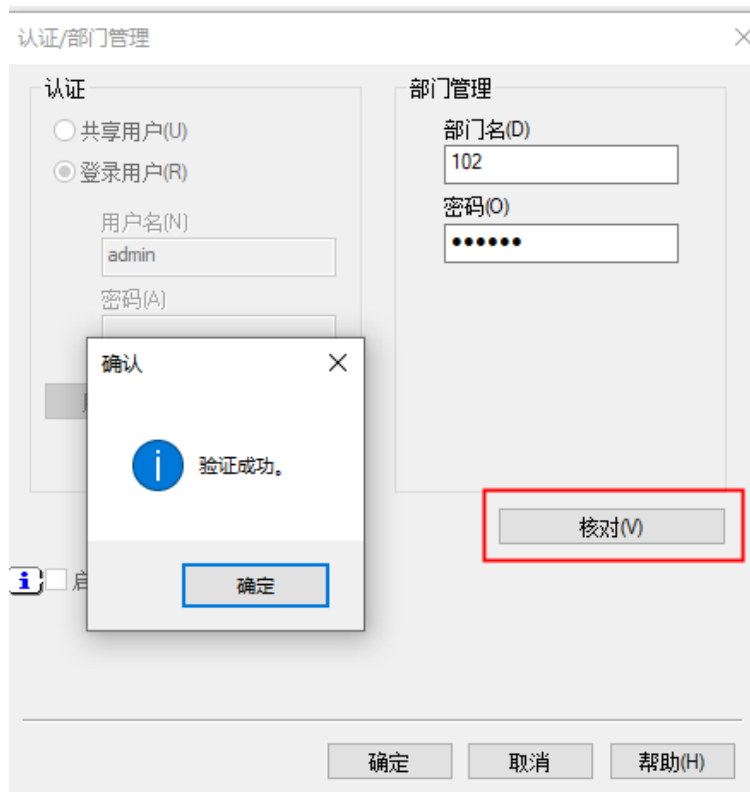 认证/部门管理
认证
共享用户(U)
登录用户(R)
用户名(N)
admin
密码(A)
部门管理
部门名(D)
102
密码(O)
••••••
确认
验证成功。
确定
核对(V)
启
确定
取消
帮助(H)